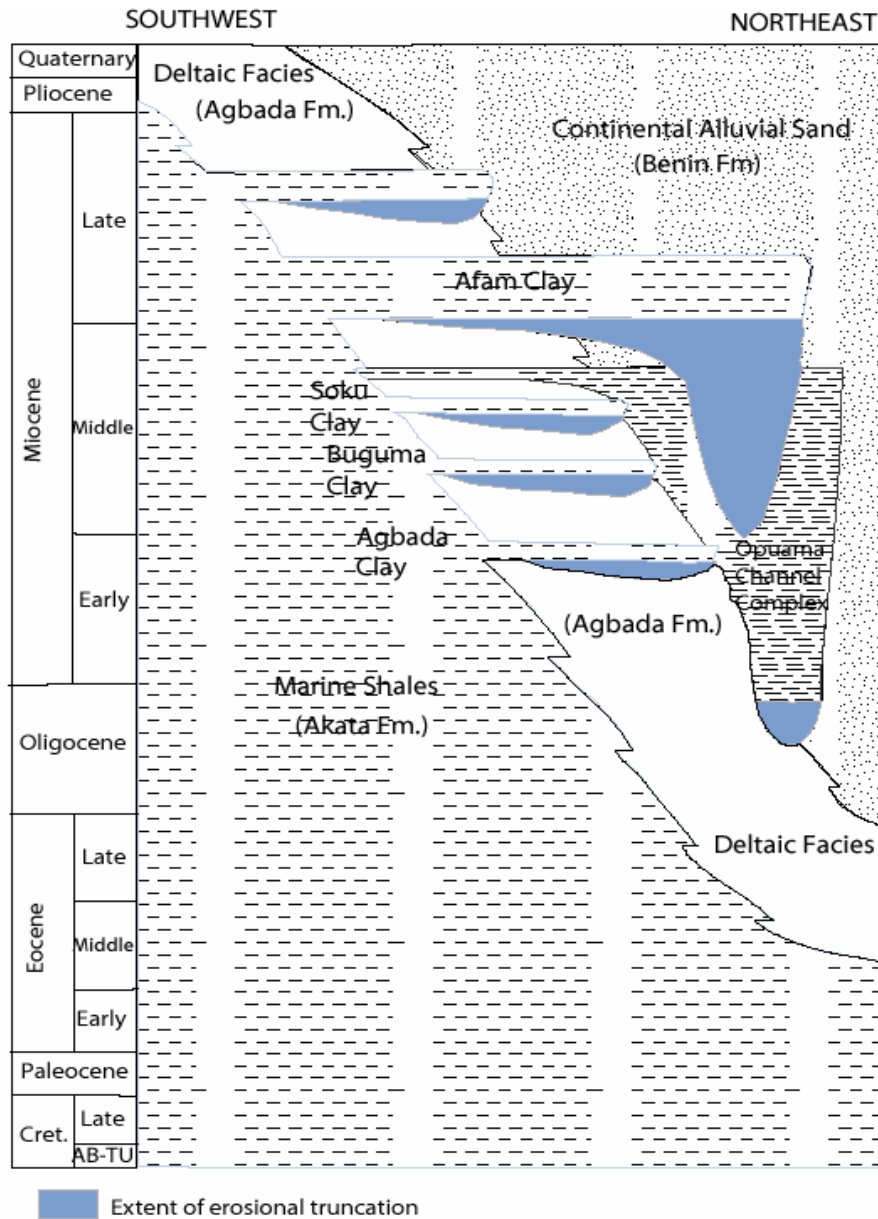 SOUTHWEST
NORTHEAST
Quaternary
Pliocene
Miocene
Late
Middle
Early
Oligocene
Eocene
Late
Middle
Early
Paleocene
Cret.
Late
AB-TU
Deltaic Facies
(Agbada Fm.)
Continental Alluvial Sand
(Benin Fm)
Afam Clay
Soku
Clay
Buguma
Clay
Agbada
Clay
Opuama
Channel
Complex
(Agbada Fm.)
Marine Shales
(Akata Fm.)
Deltaic Facies
Extent of erosional truncation